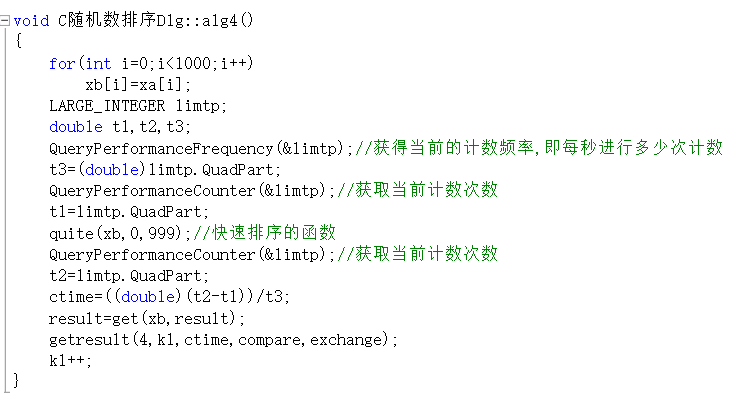 void C随机数排序Dlg::alg4()
{
for(int i=0;i<1000;i++)
xb[i]=xa[i];
LARGE_INTEGER limtp;
double t1,t2,t3;
QueryPerformanceFrequency(&limtp);//获得当前的计数频率,即每秒进行多少次计数
t3=(double)limtp.QuadPart;
QueryPerformanceCounter(&limtp);//获取当前计数次数
t1=limtp.QuadPart;
quite(xb,0,999);//快速排序的函数
QueryPerformanceCounter(&limtp);//获取当前计数次数
t2=limtp.QuadPart;
ctime=((double)(t2-t1))/t3;
result=get(xb,result);
getresult(4,k1,ctime,compare,exchange);
k1++;
}